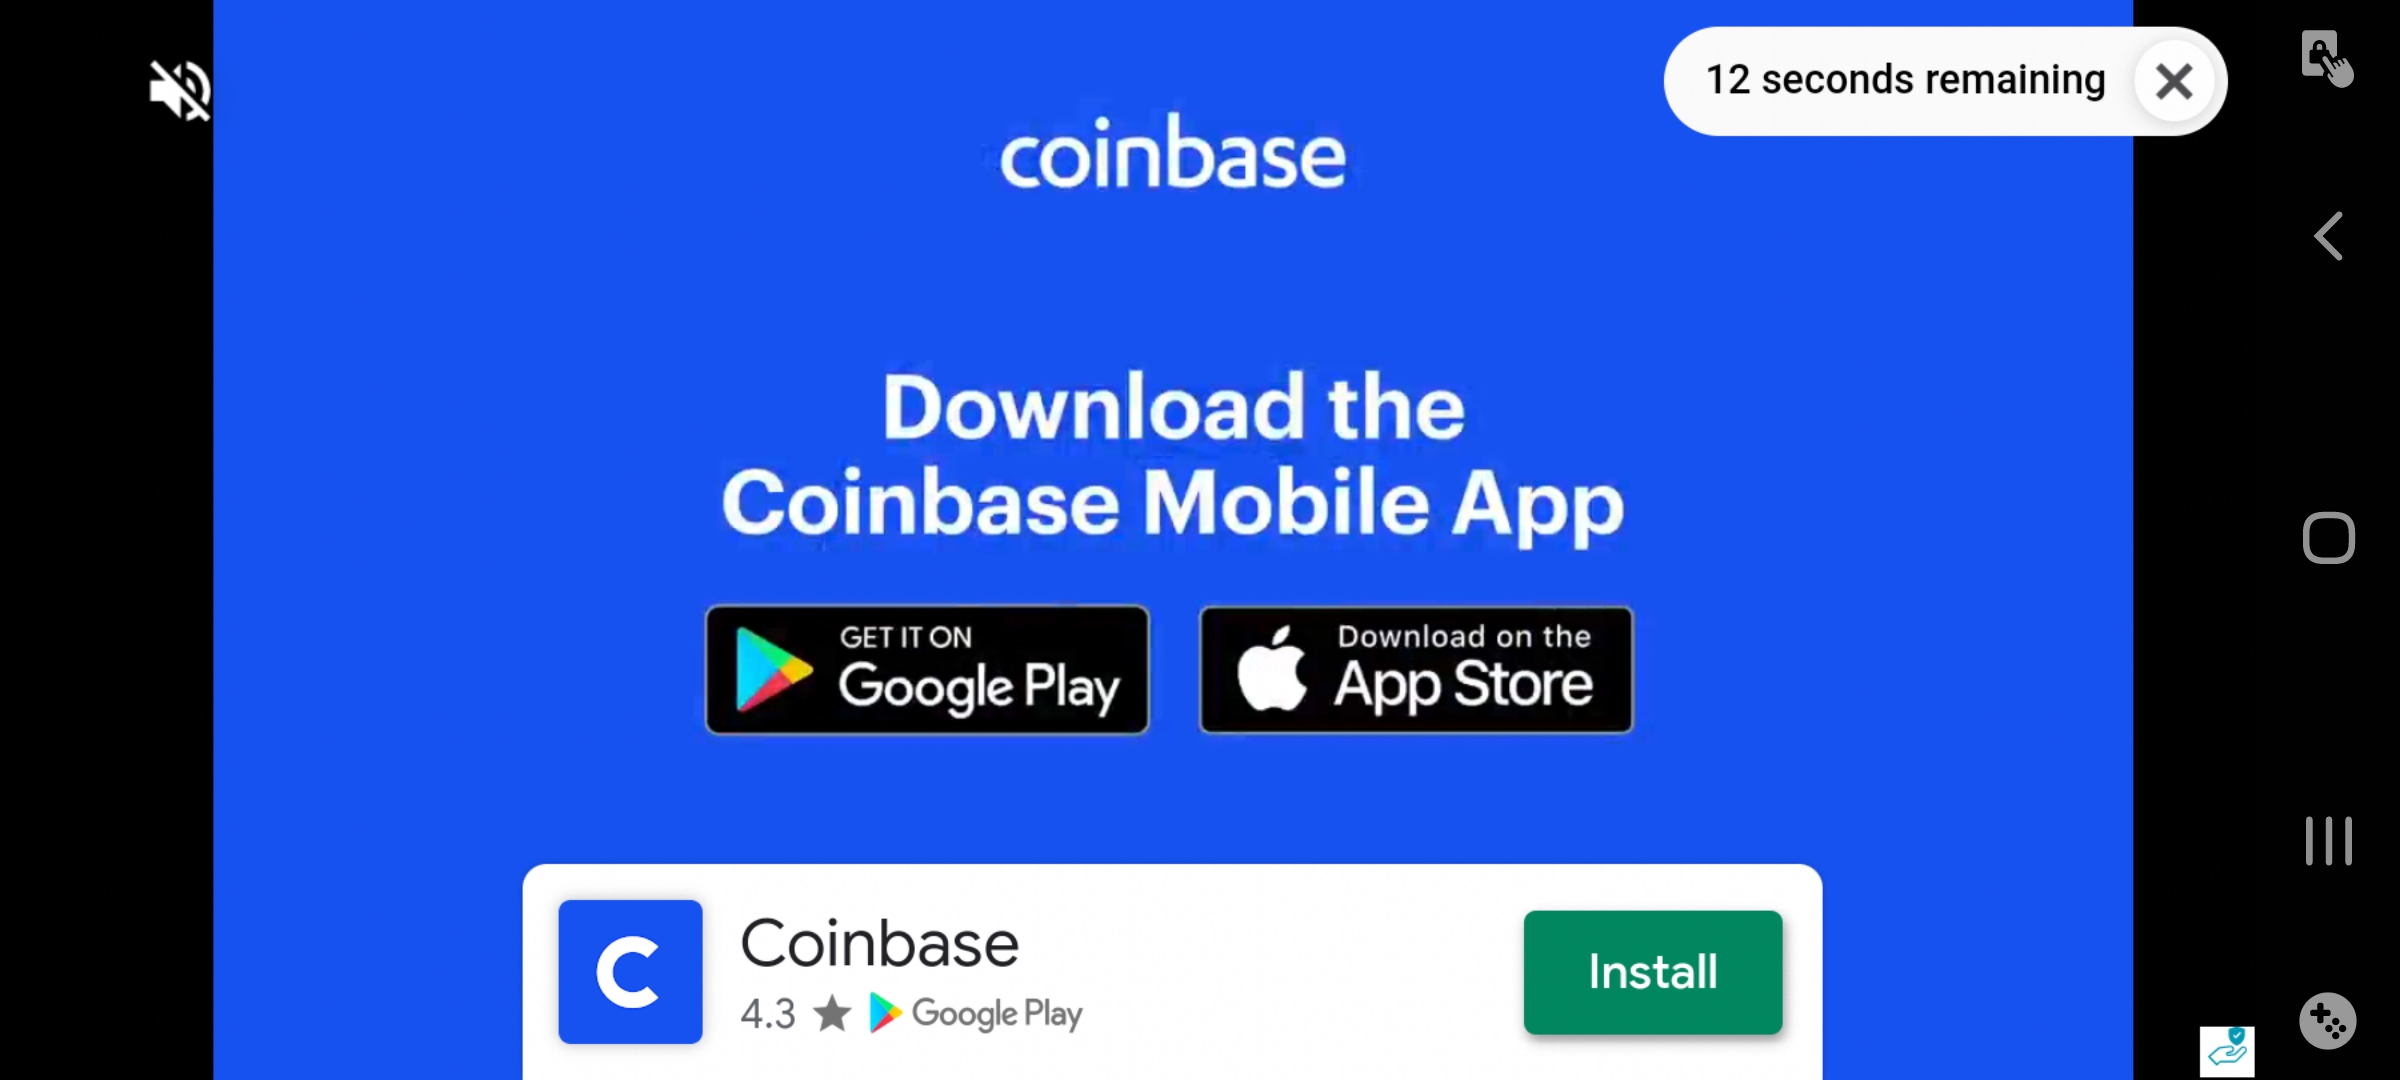 12 seconds remaining
coinbase
Download the
Coinbase Mobile App
GET IT ON
Google Play
Download on the
App Store
Coinbase
4.3 ★ Google Play
Install